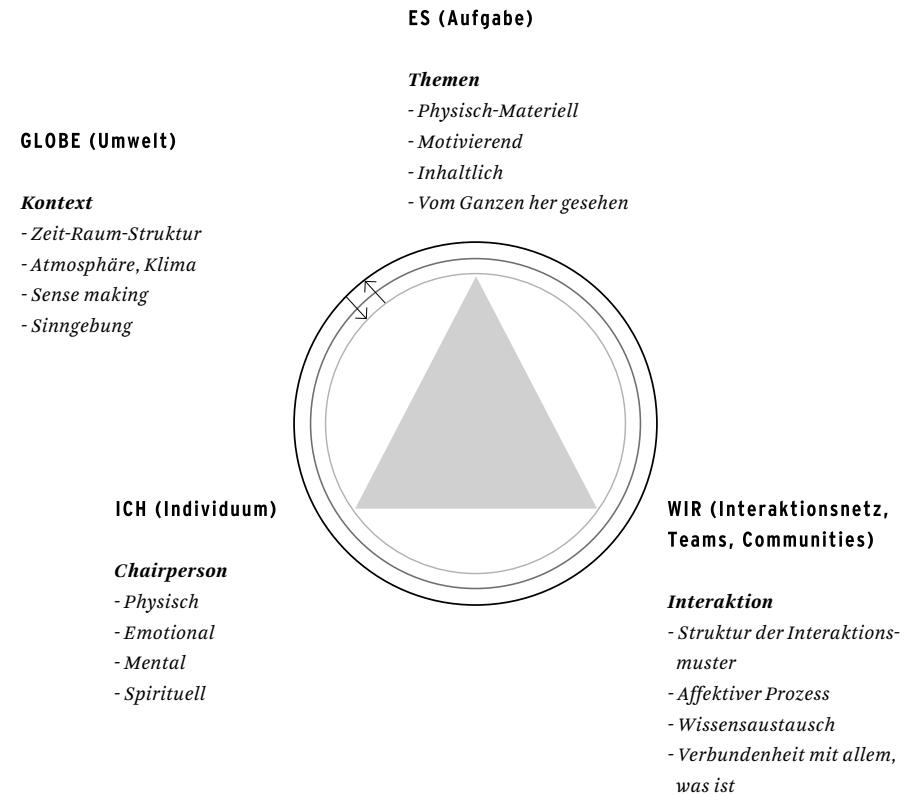 ES (Aufgabe)
Themen
- Physisch-Materiell
- Motivierend
- Inhaltlich
- Vom Ganzen her gesehen
GLOBE (Umwelt)
Kontext
- Zeit-Raum-Struktur
- Atmosphäre, Klima
- Sense making
- Sinngebung
ICH (Individuum)
Chairperson
- Physisch
- Emotional
- Mental
- Spirituell
WIR (Interaktionsnetz,
Teams, Communities)
Interaktion
- Struktur der Interaktions-
muster
- Affektiver Prozess
- Wissensaustausch
- Verbundenheit mit allem,
was ist